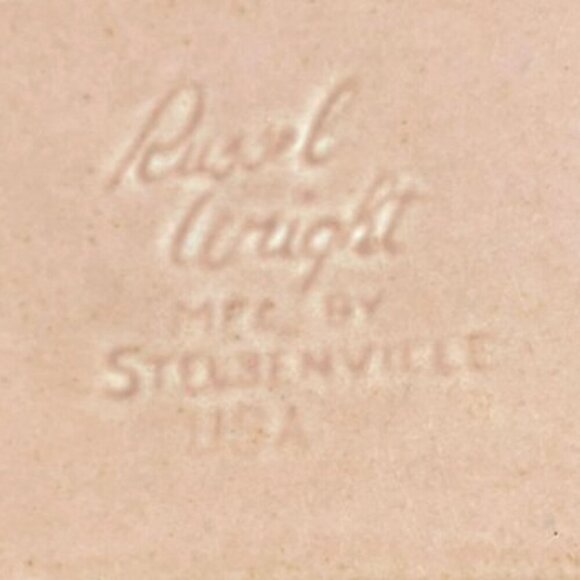 Russel
Wright
MFG. BY
STEUBENVILLE
USA